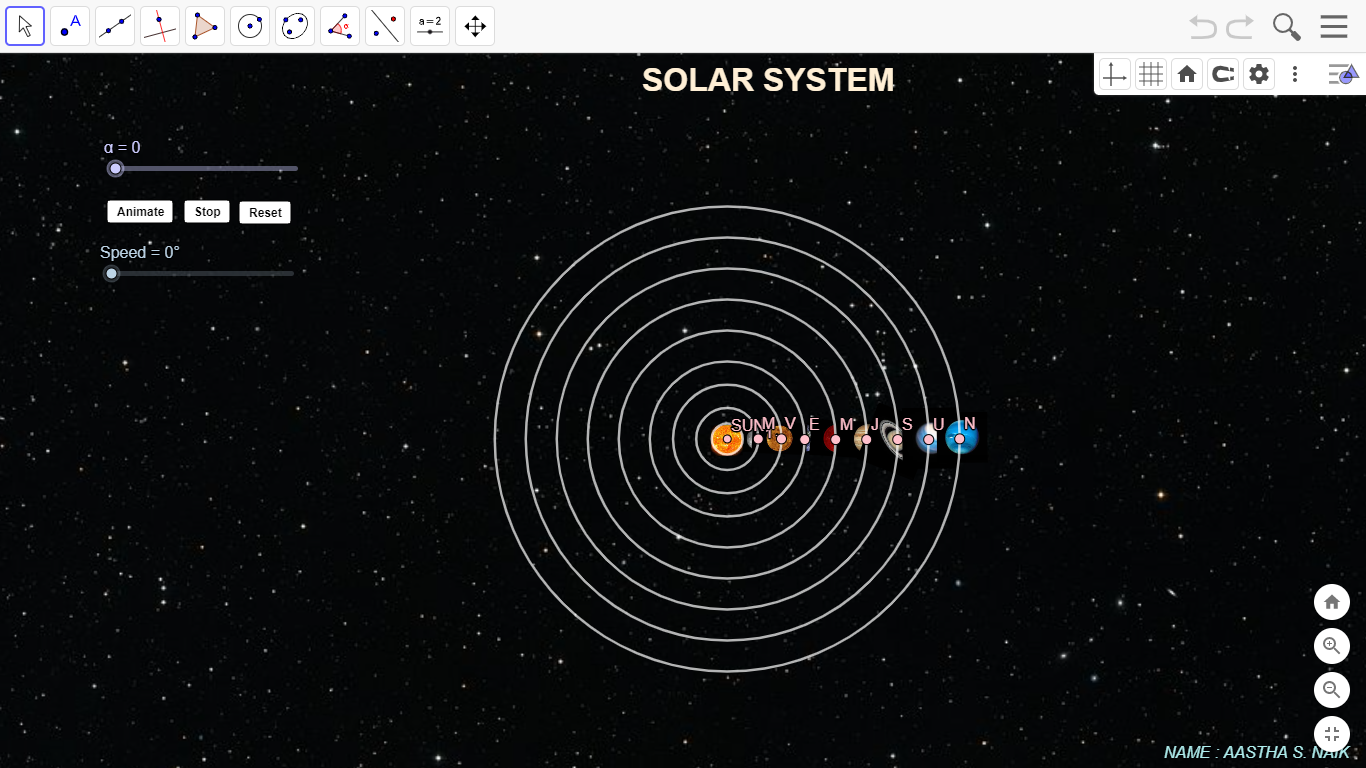 A
a=2
SOLAR SYSTEM
α = 0
Animate Stop Reset
Speed = 0°
SUN M V E M J S U N
NAME : AASTHA S. NAIK